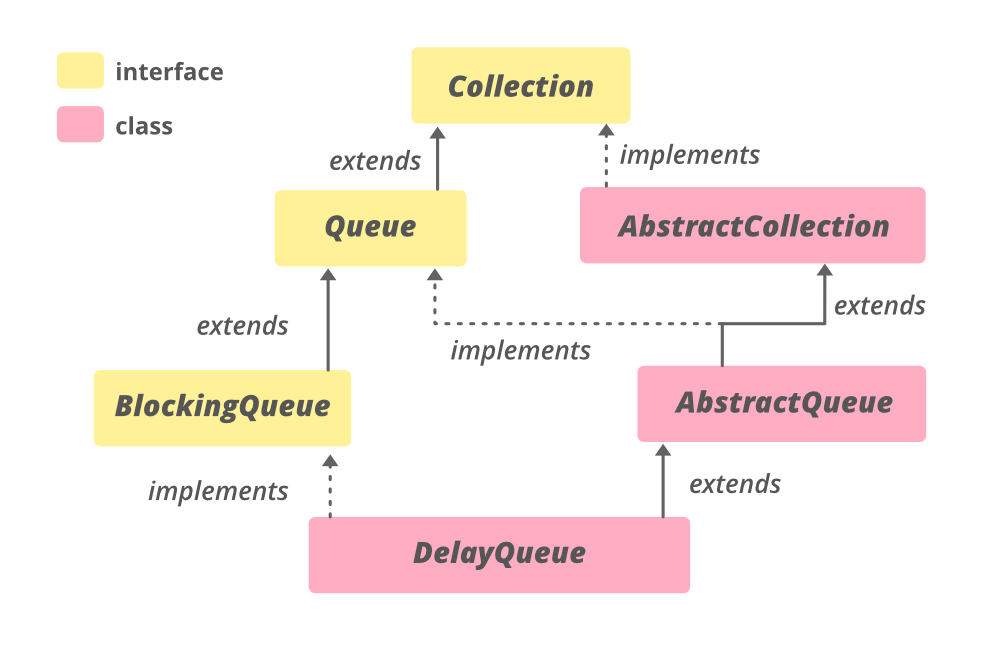 interface
Collection
class
implements
extends
Queue
AbstractCollection
extends
extends
implements
BlockingQueue
AbstractQueue
implements
extends
DelayQueue